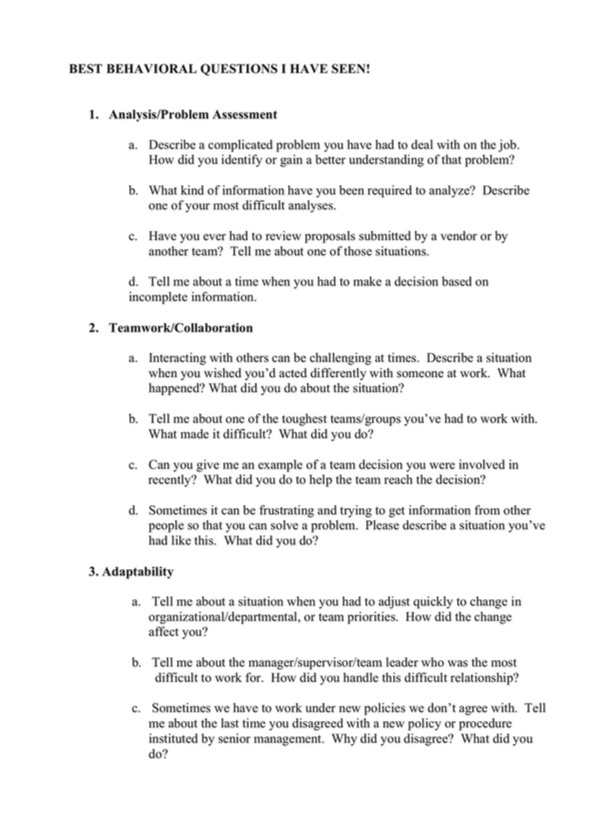 BEST BEHAVIORAL QUESTIONS I HAVE SEEN!
1. Analysis/Problem Assessment
a. Describe a complicated problem you have had to deal with on the job.
How did you identify or gain a better understanding of that problem?
b. What kind of information have you been required to analyze? Describe
one of your most difficult analyses.
c. Have you ever had to review proposals submitted by a vendor or by
another team? Tell me about one of those situations.
d. Tell me about a time when you had to make a decision based on
incomplete information.
2. Teamwork/Collaboration
a. Interacting with others can be challenging at times. Describe a situation
when you wished you'd acted differently with someone at work. What
happened? What did you do about the situation?
b. Tell me about one of the toughest teams/groups you've had to work with.
What made it difficult? What did you do?
c. Can you give me an example of a team decision you were involved in
recently? What did you do to help the team reach the decision?
d. Sometimes it can be frustrating and trying to get information from other
people so that you can solve a problem. Please describe a situation you've
had like this. What did you do?
3. Adaptability
a. Tell me about a situation when you had to adjust quickly to change in
organizational/departmental, or team priorities. How did the change
affect you?
b. Tell me about the manager/supervisor/team leader who was the most
difficult to work for. How did you handle this difficult relationship?
c. Sometimes we have to work under new policies we don't agree with. Tell
me about the last time you disagreed with a new policy or procedure
instituted by senior management. Why did you disagree? What did you
do?